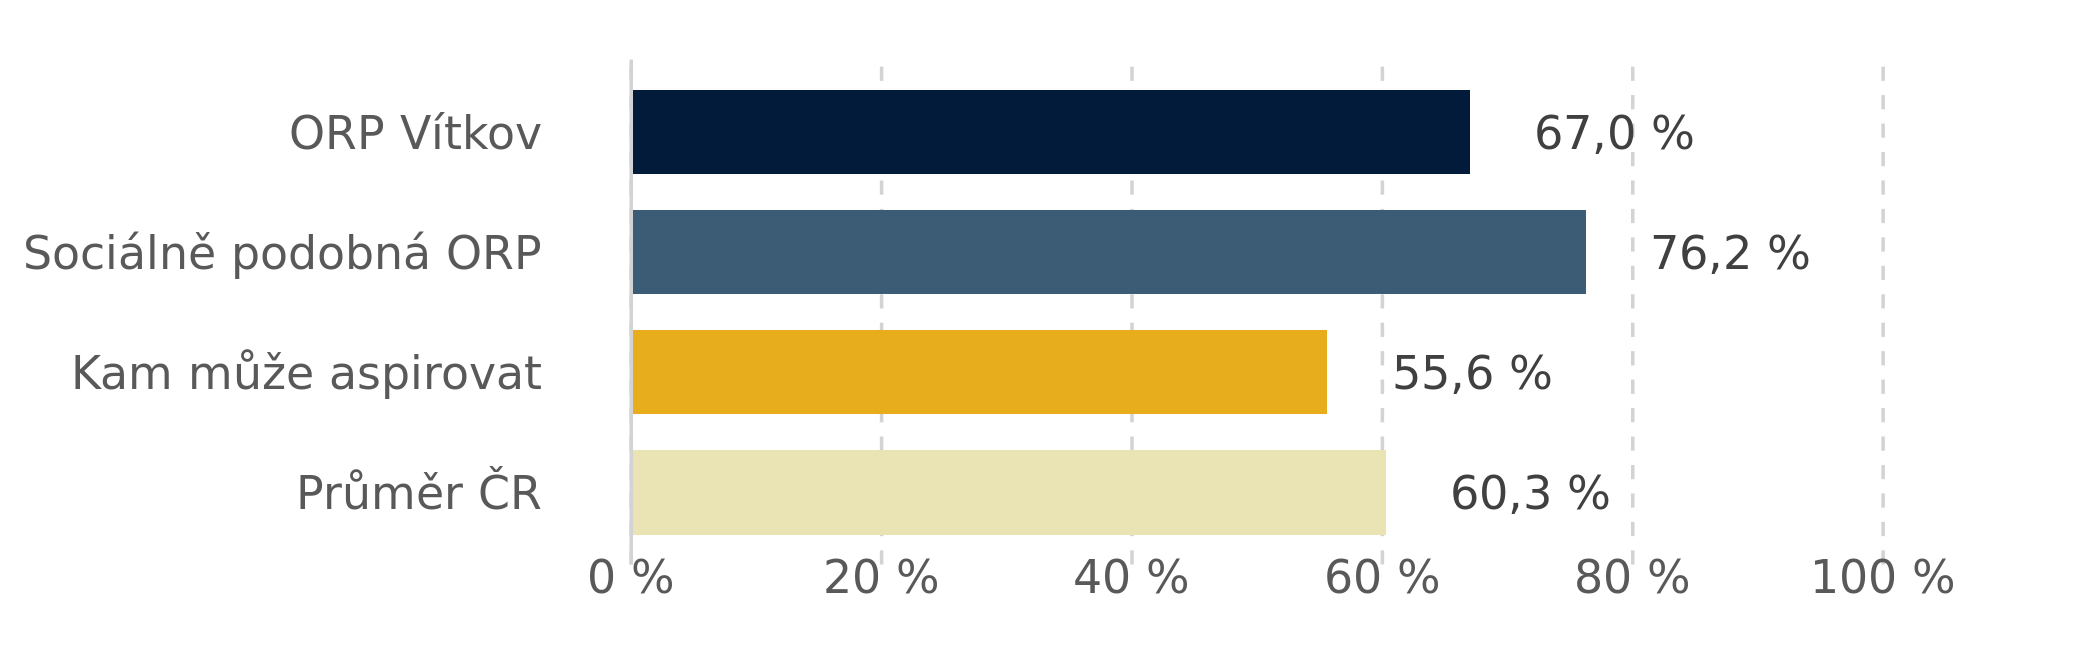 ORP Vítkov 67,0 %
Sociálně podobná ORP 76,2 %
Kam může aspirovat 55,6 %
Průměr ČR 60,3 %
0 % 20 % 40 % 60 % 80 % 100 %